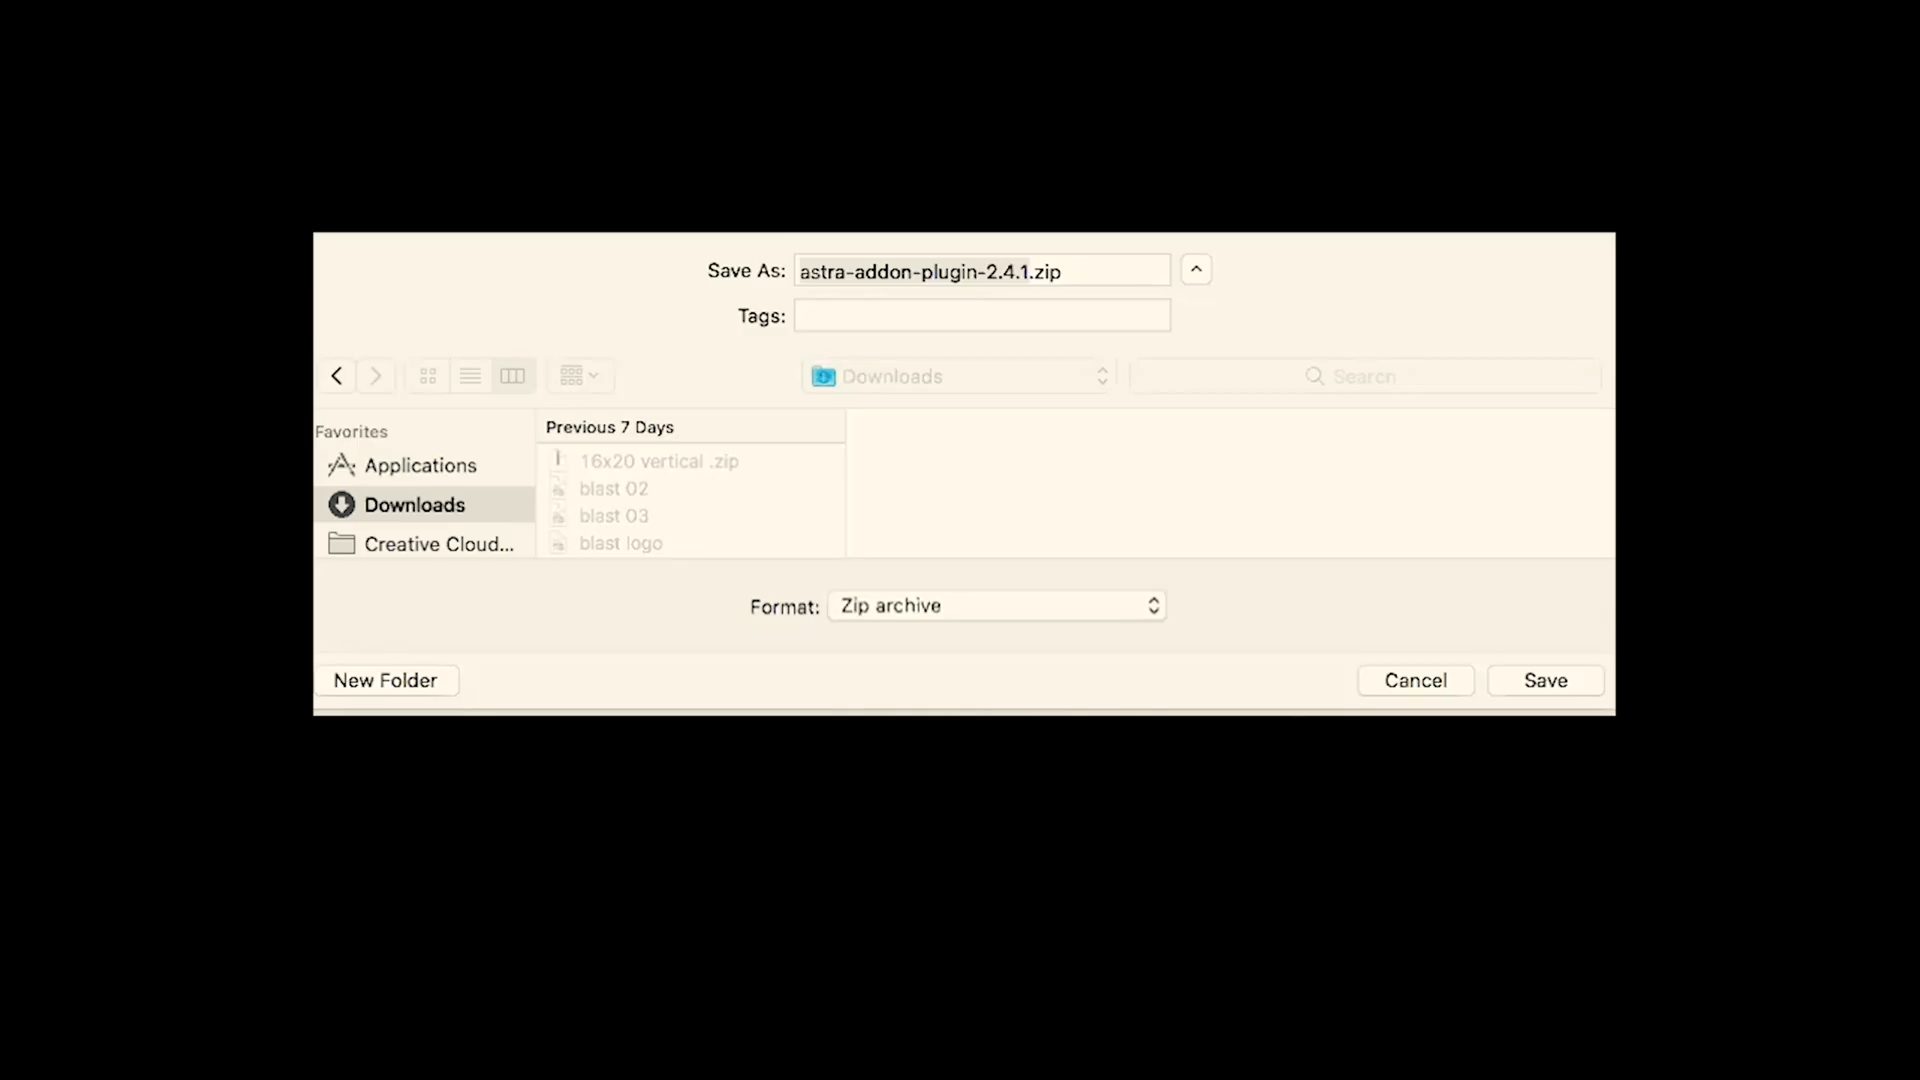 Save As: astra-addon-plugin-2.4.1.zip
Tags:
Downloads
Search
Favorites
Applications
Downloads
Creative Cloud...
Previous 7 Days
16x20 vertical .zip
blast 02
blast 03
blast logo
Format: Zip archive
New Folder
Cancel
Save